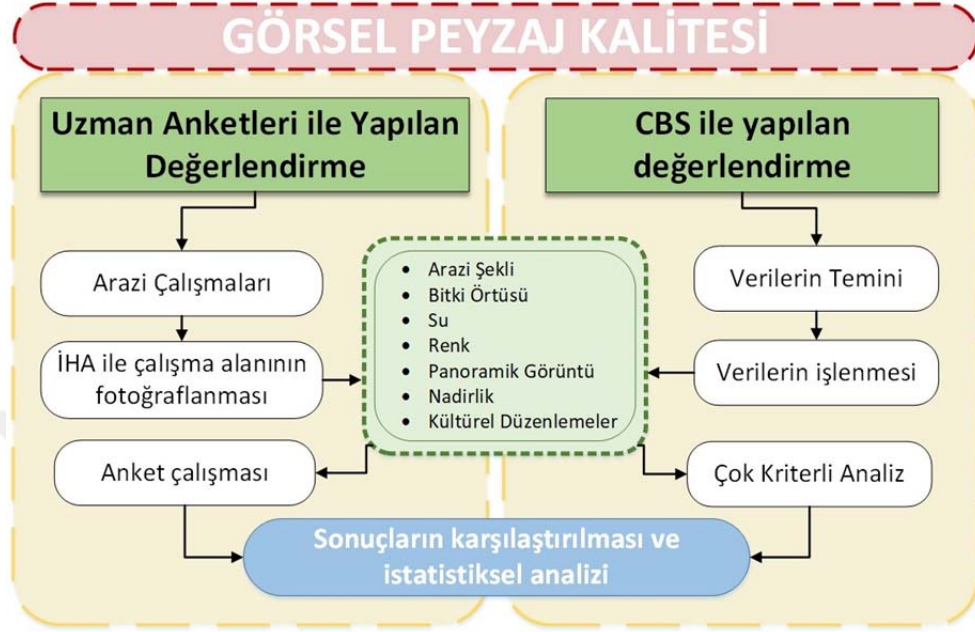 GÖRSEL PEYZAJ KALİTESİ
Uzman Anketleri ile Yapılan
Değerlendirme
Arazi Çalışmaları
İHA ile çalışma alanının
fotoğraflanması
Anket çalışması
• Arazi Şekli
• Bitki Örtüsü
• Su
• Renk
• Panoramik Görüntü
• Nadirlik
• Kültürel Düzenlemeler
CBS ile yapılan
değerlendirme
Verilerin Temini
Verilerin işlenmesi
Çok Kriterli Analiz
Sonuçların karşılaştırılması ve
istatistiksel analizi